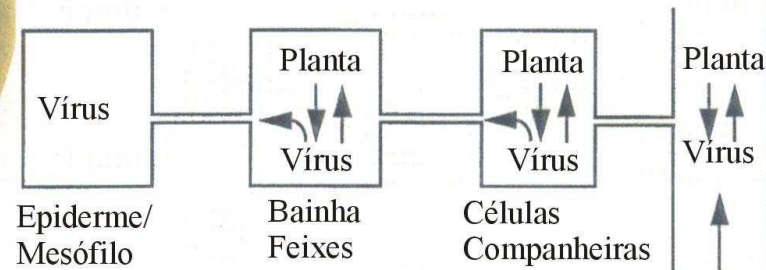 Vírus
Epiderme/
Mesófilo
Planta
Vírus
Bainha
Feixes
Planta
Vírus
Células
Companheiras
Planta
Vírus